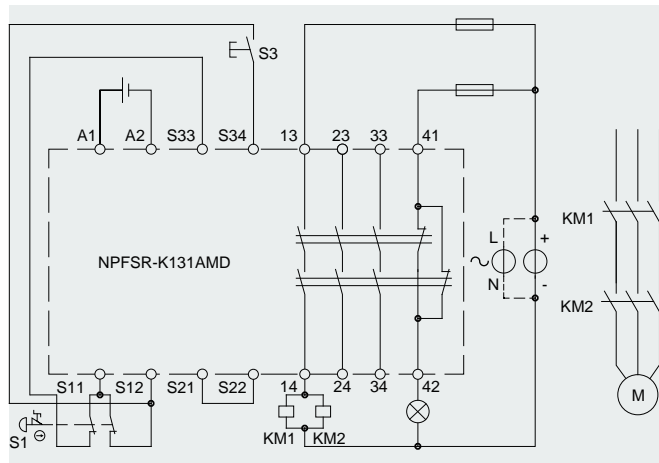 S3
A1 A2 S33 S34 13 23 33 41
NPFSR-K131AMD
L +
N -
KM1
KM2
M
S11 S12 S21 S22 14 24 34 42
S1
KM1 KM2